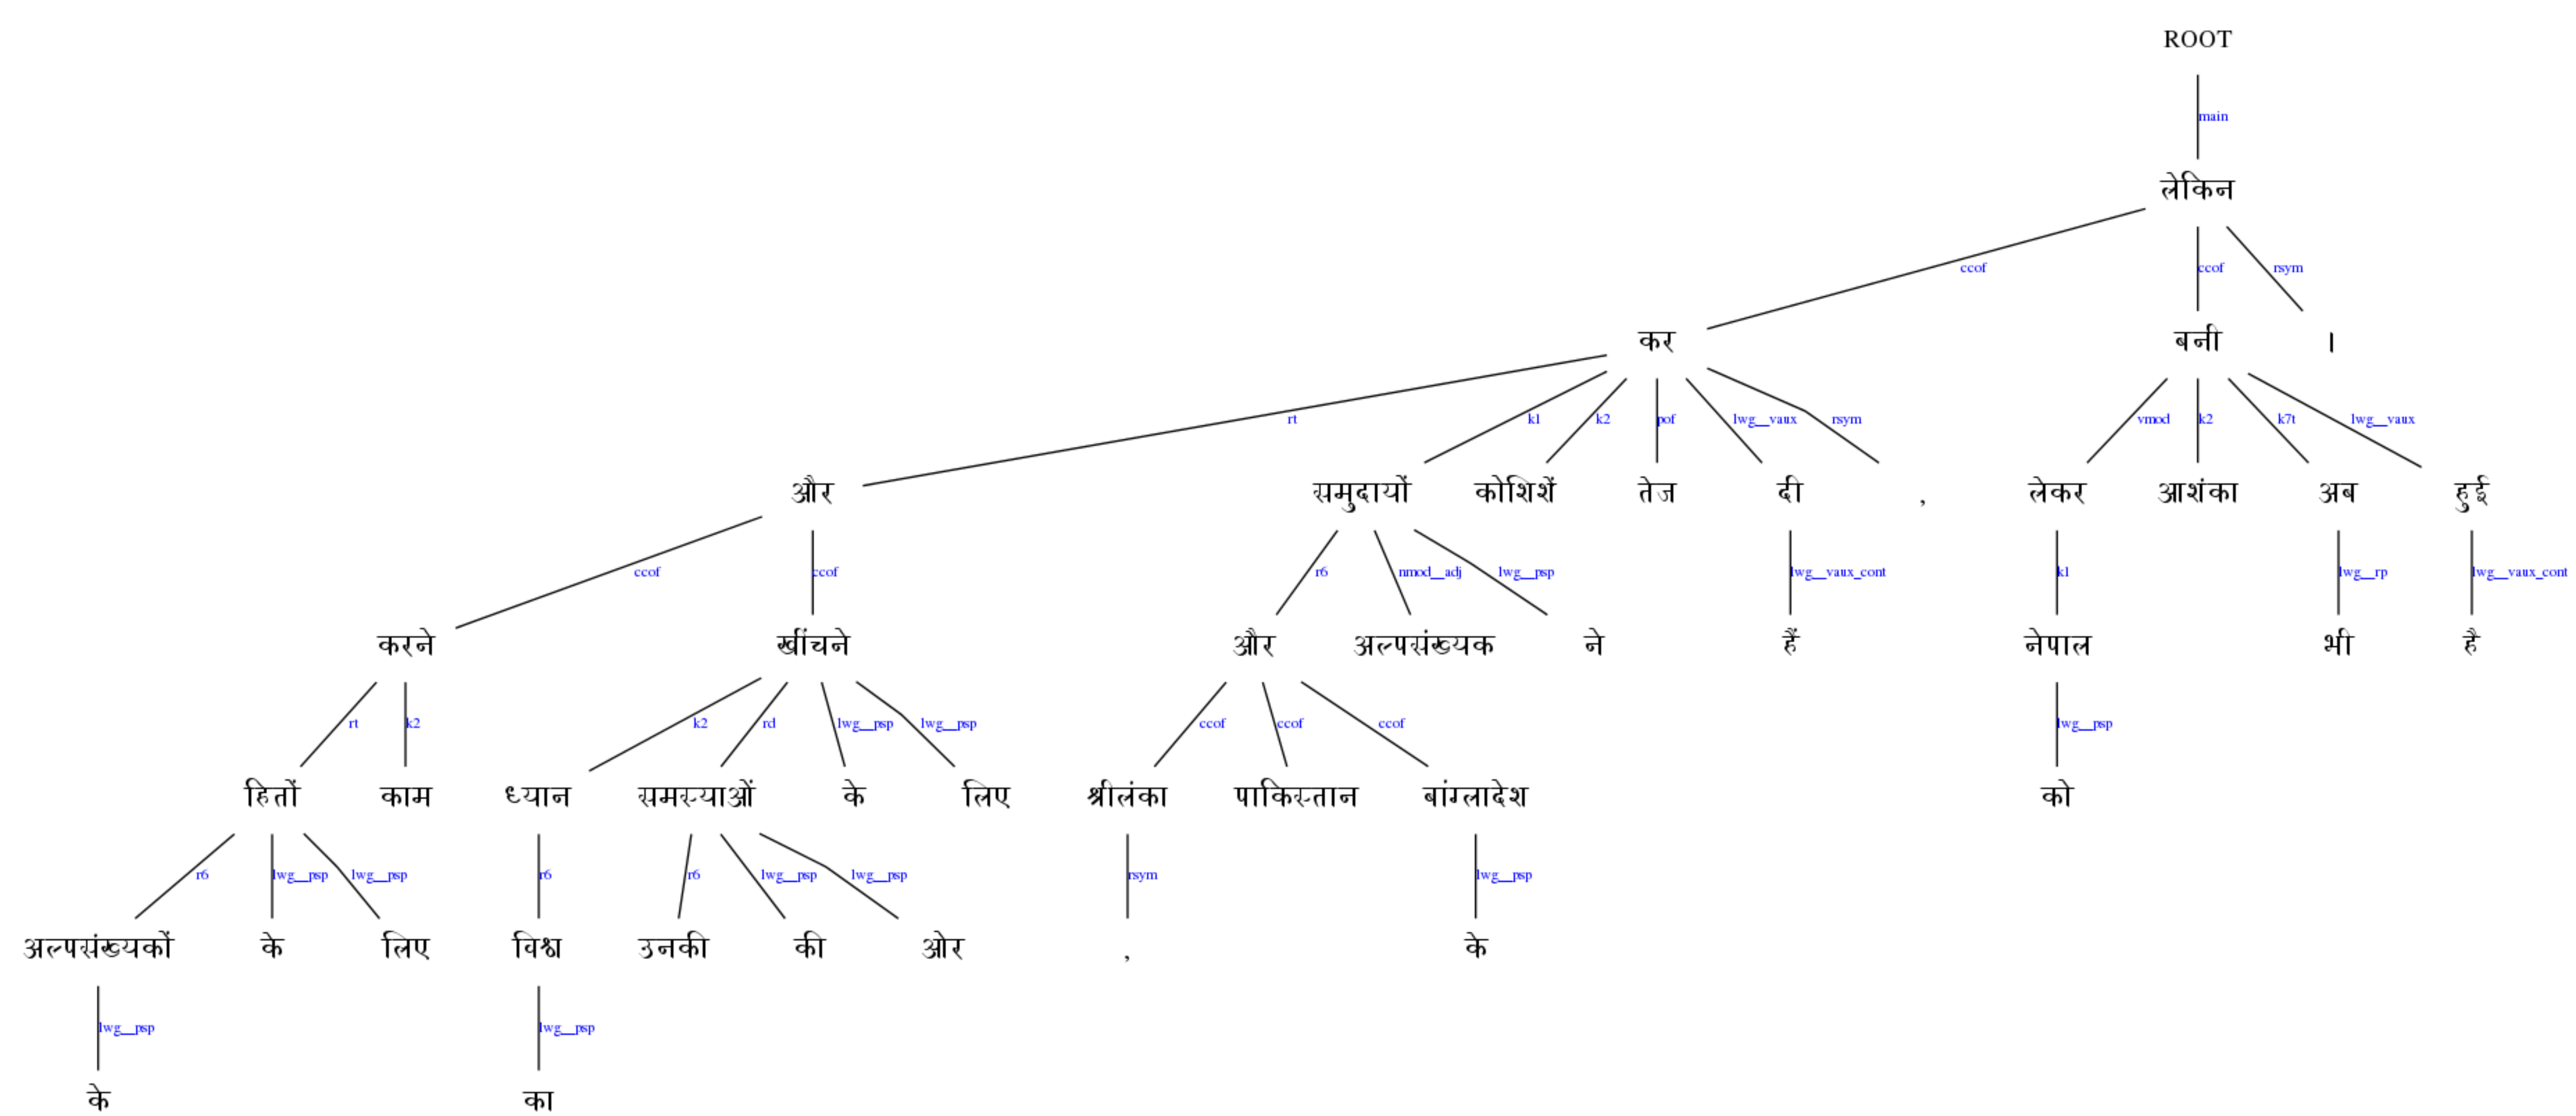 ROOT
main
लेकिन
ccof ccof rsym
कर बनी ।
rt k1 k2 pof lwg__vaux rsym vmod k2 k7t lwg__vaux
और समुदायों कोशिशें तेज दी , लेकर आशंका अब हुई
ccof ccof r6 nmod__adj lwg__psp lwg__vaux_cont k1 lwg__rp lwg__vaux_cont
करने खींचने और अल्पसंख्यक ने हैं नेपाल भी है
rt k2 k2 rd lwg__psp lwg__psp ccof ccof ccof lwg__psp
हितों काम ध्यान समस्याओं के लिए श्रीलंका पाकिस्तान बांग्लादेश को
r6 lwg__psp lwg__psp r6 r6 lwg__psp lwg__psp rsym lwg__psp
अल्पसंख्यकों के लिए विश्व उनकी की ओर , के
lwg__psp lwg__psp
के का